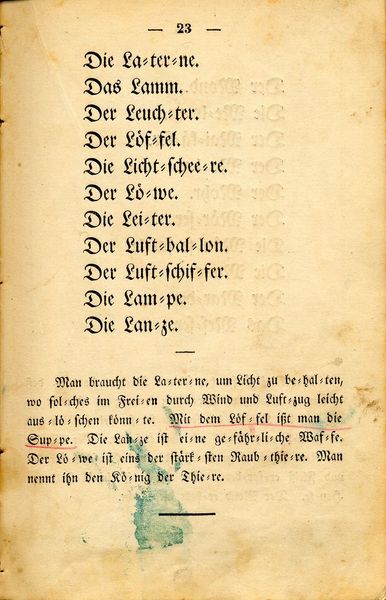 — 23 —
Die La⸗ter⸗ne.
Das Lamm.
Der Leuch⸗ter.
Der Löf⸗fel.
Die Licht⸗schee⸗re.
Der Lö⸗we.
Die Lei⸗ter.
Der Luft⸗bal⸗lon.
Der Luft⸗schif⸗fer.
Die Lam⸗pe.
Die Lan⸗ze.
Man braucht die La⸗ter⸗ne, um Licht zu be⸗hal⸗ten,
wo sol⸗ches im Frei⸗en durch Wind und Luft⸗zug leicht
aus⸗lö⸗schen könn⸗te. Mit dem Löf⸗fel ißt man die
Sup⸗pe. Die Lan⸗ze ist ei⸗ne ge⸗fähr⸗li⸗che Waf⸗fe.
Der Lö⸗we ist eins der stärk⸗sten Raub⸗thie⸗re. Man
nennt ihn den Kö⸗nig der Thie⸗re.